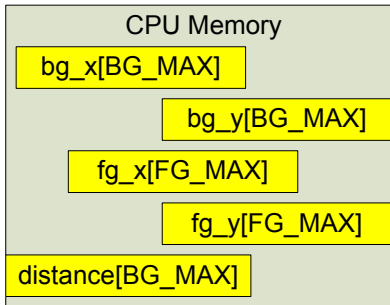 CPU Memory
bg_x[BG_MAX]
bg_y[BG_MAX]
fg_x[FG_MAX]
fg_y[FG_MAX]
distance[BG_MAX]